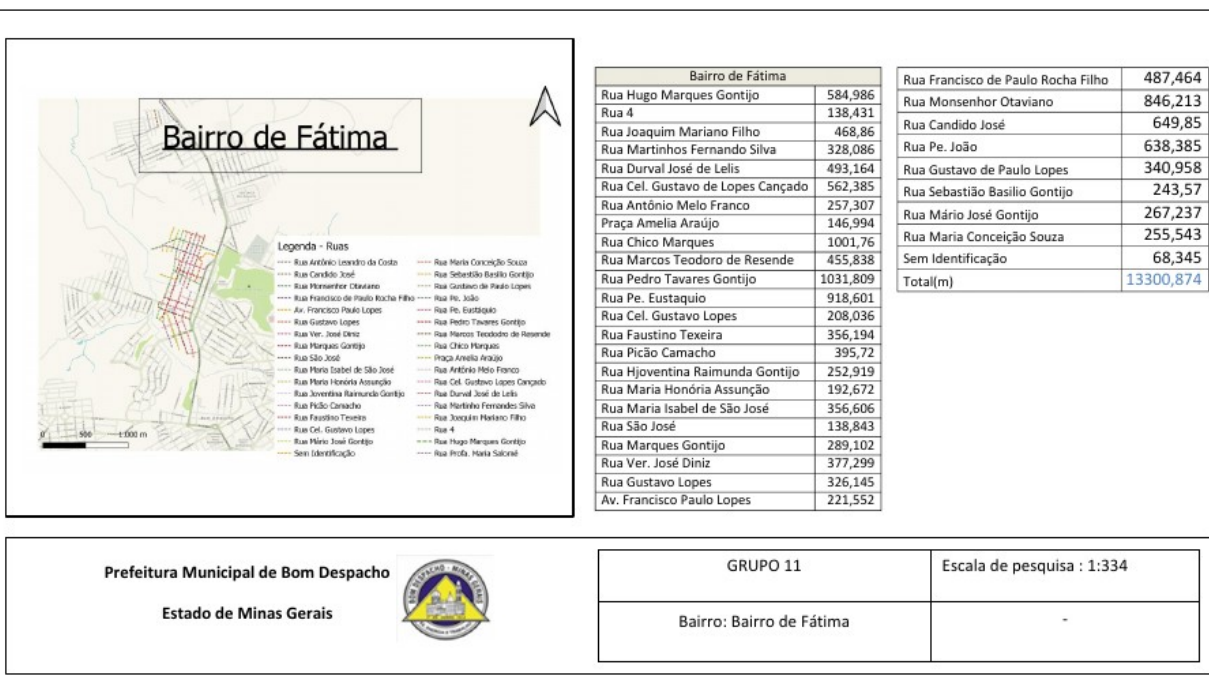 Bairro de Fátima
Legenda - Ruas
Rua Antônio Leandro da Costa
Rua Candido José
Rua Monsenhor Otaviano
Rua Francisco de Paulo Rocha Filho
Av. Francisco Paulo Lopes
Rua Gustavo Lopes
Rua Ver. José Diniz
Rua Marques Gontijo
Rua São José
Rua Maria Isabel de São José
Rua Maria Honória Assunção
Rua Joventina Raimunda Gontijo
Rua Picão Camacho
Rua Faustino Texeira
Rua Cel. Gustavo Lopes
Rua Mário José Gontijo
Sem Identificação
Rua Maria Conceição Souza
Rua Sebastião Basilio Gontijo
Rua Gustavo de Paulo Lopes
Rua Pe. João
Rua Pe. Eustáquio
Rua Pedro Tavares Gontijo
Rua Marcos Teododro de Resende
Rua Chico Marques
Praça Amelia Araújo
Rua Antônio Melo Franco
Rua Cel. Gustavo Lopes Cançado
Rua Durval José de Lelis
Rua Martinho Fernandes Silva
Rua Joaquim Mariano Filho
Rua 4
Rua Hugo Marques Gontijo
Rua Profa. Maria Salomé
0 500 1.000 m
Bairro de Fátima
Rua Hugo Marques Gontijo 584,986
Rua 4 138,431
Rua Joaquim Mariano Filho 468,86
Rua Martinhos Fernando Silva 328,086
Rua Durval José de Lelis 493,164
Rua Cel. Gustavo de Lopes Cançado 562,385
Rua Antônio Melo Franco 257,307
Praça Amelia Araújo 146,994
Rua Chico Marques 1001,76
Rua Marcos Teodoro de Resende 455,838
Rua Pedro Tavares Gontijo 1031,809
Rua Pe. Eustaquio 918,601
Rua Cel. Gustavo Lopes 208,036
Rua Faustino Texeira 356,194
Rua Picão Camacho 395,72
Rua Hjoventina Raimunda Gontijo 252,919
Rua Maria Honória Assunção 192,672
Rua Maria Isabel de São José 356,606
Rua São José 138,843
Rua Marques Gontijo 289,102
Rua Ver. José Diniz 377,299
Rua Gustavo Lopes 326,145
Av. Francisco Paulo Lopes 221,552
Rua Francisco de Paulo Rocha Filho 487,464
Rua Monsenhor Otaviano 846,213
Rua Candido José 649,85
Rua Pe. João 638,385
Rua Gustavo de Paulo Lopes 340,958
Rua Sebastião Basilio Gontijo 243,57
Rua Mário José Gontijo 267,237
Rua Maria Conceição Souza 255,543
Sem Identificação 68,345
Total(m) 13300,874
Prefeitura Municipal de Bom Despacho
Estado de Minas Gerais
BOM DESPACHO - MINAS GERAIS
GRUPO 11
Escala de pesquisa : 1:334
Bairro: Bairro de Fátima
-